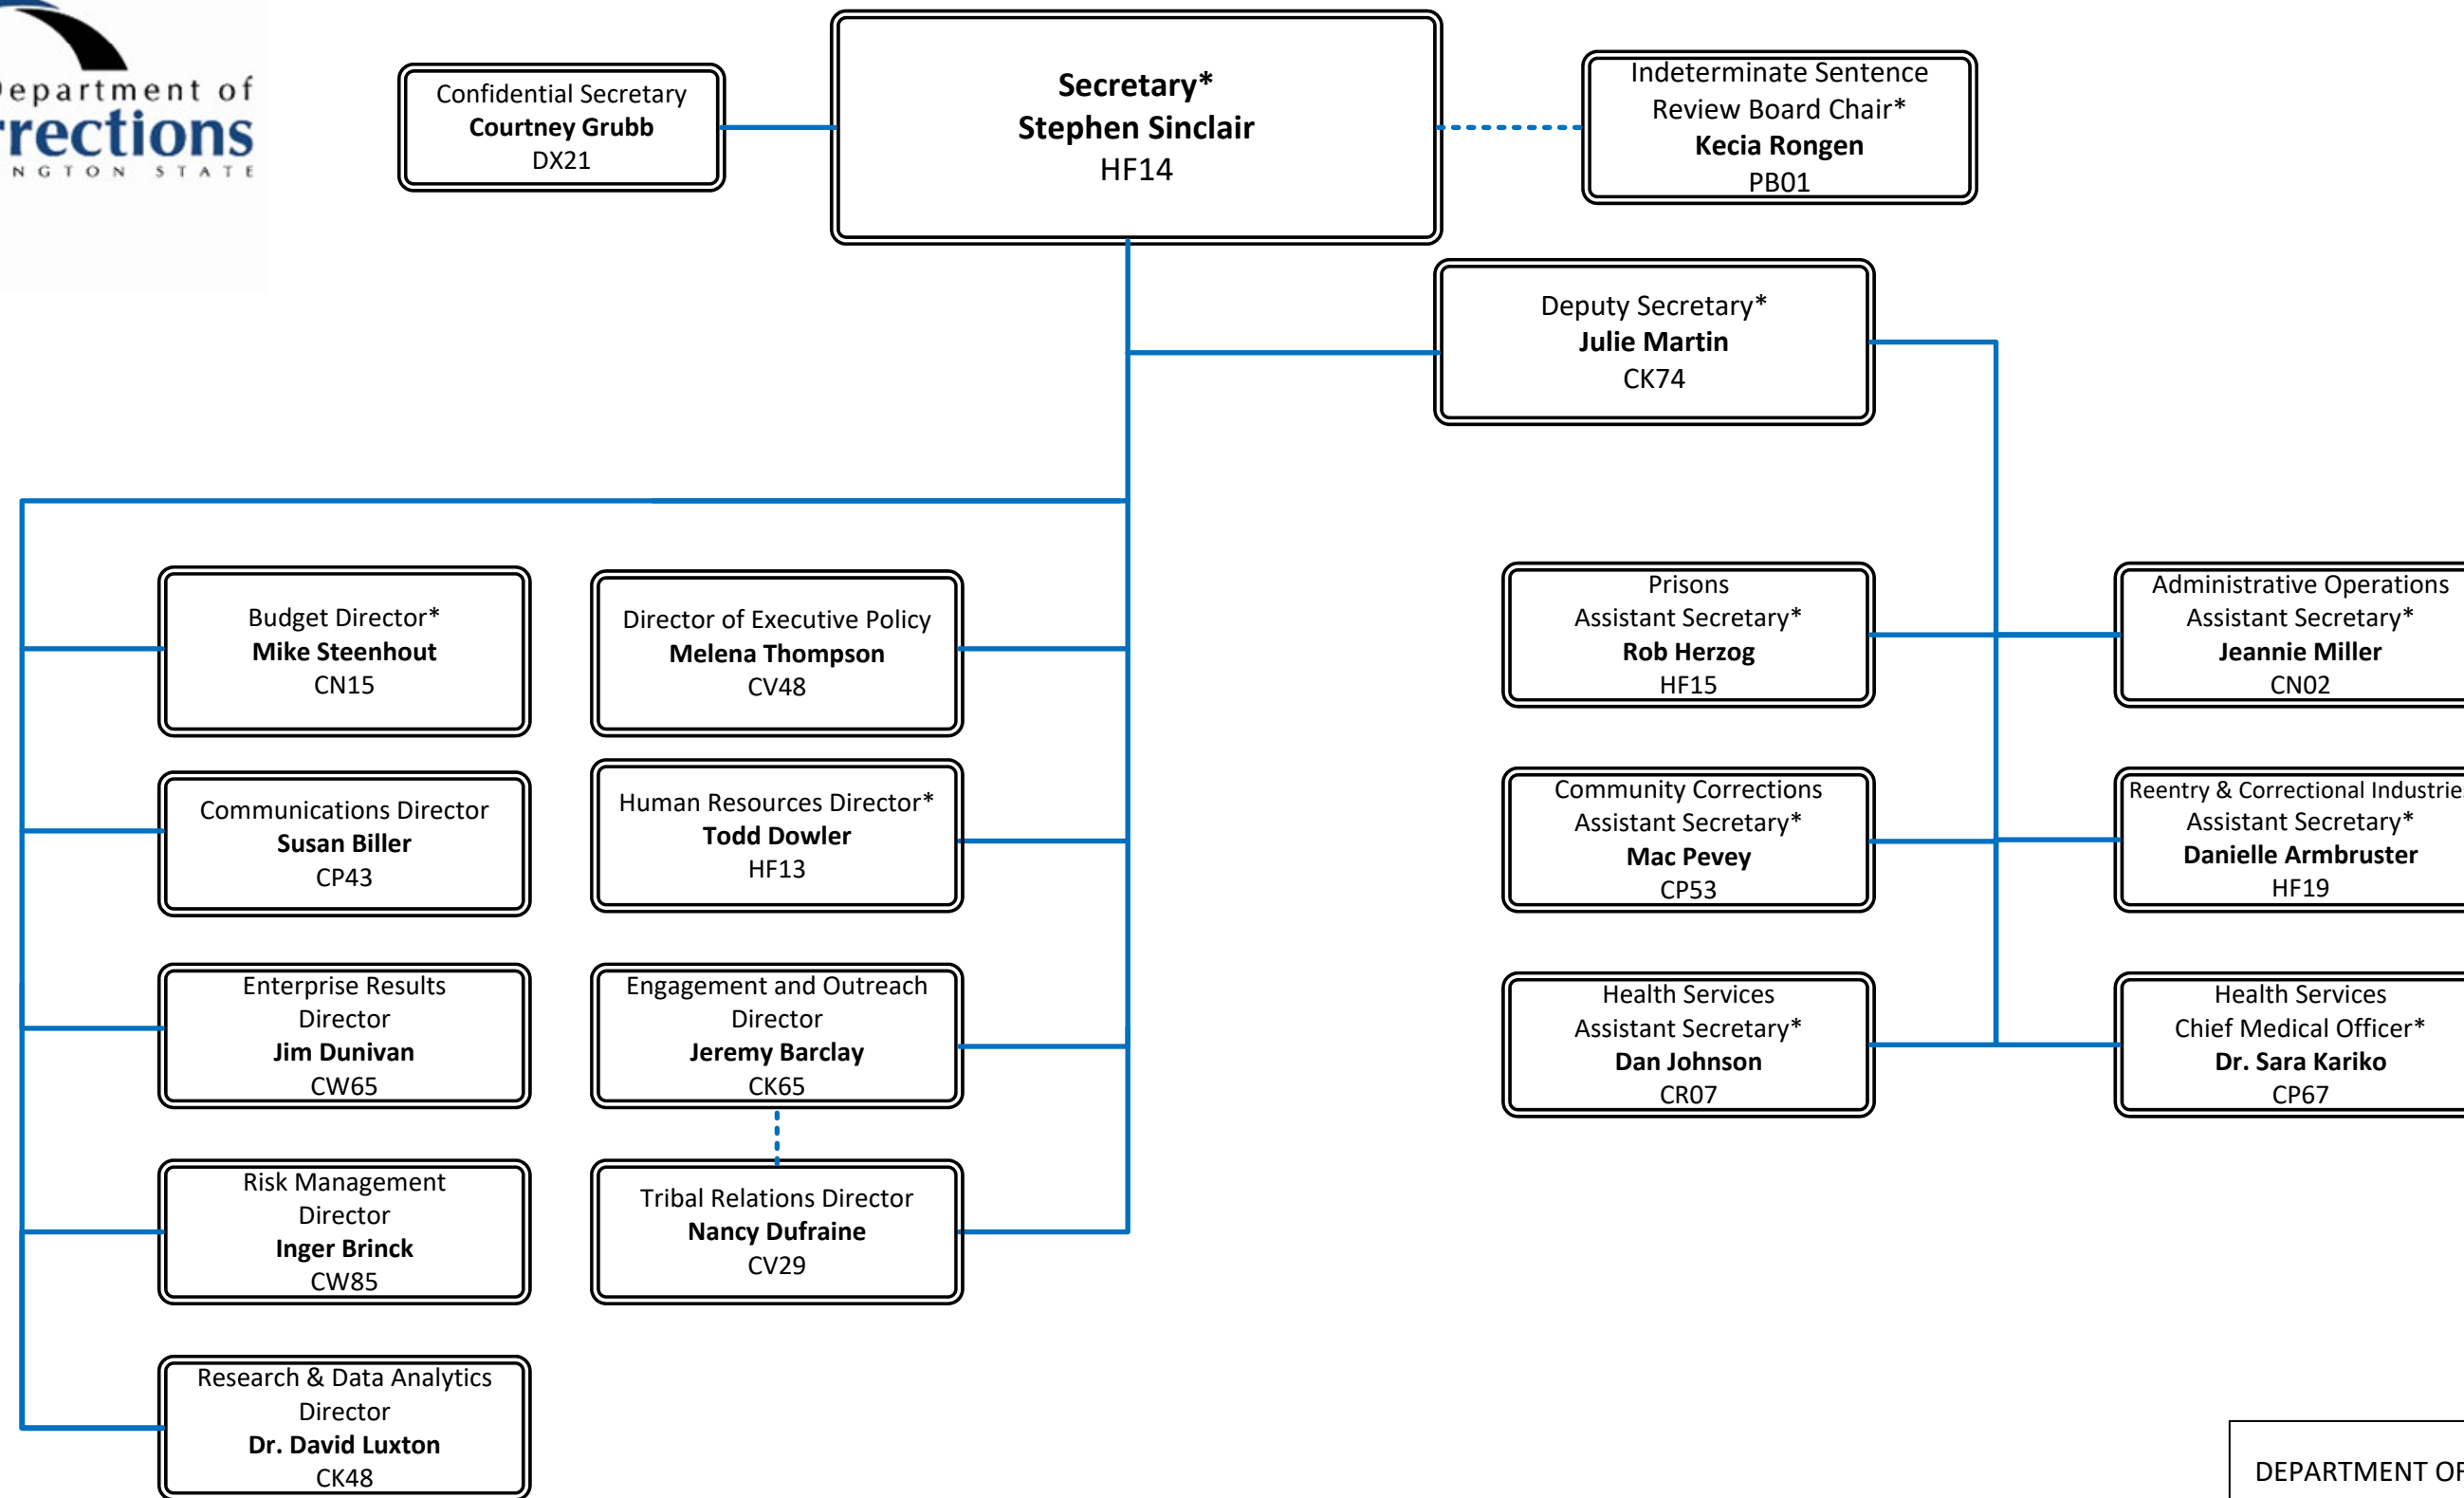 epartment of
rrections
NGTON STATE
Confidential Secretary
Courtney Grubb
DX21
Secretary*
Stephen Sinclair
HF14
Indeterminate Sentence
Review Board Chair*
Kecia Rongen
PB01
Deputy Secretary*
Julie Martin
CK74
Budget Director*
Mike Steenhout
CN15
Director of Executive Policy
Melena Thompson
CV48
Prisons
Assistant Secretary*
Rob Herzog
HF15
Administrative Operations
Assistant Secretary*
Jeannie Miller
CN02
Communications Director
Susan Biller
CP43
Human Resources Director*
Todd Dowler
HF13
Community Corrections
Assistant Secretary*
Mac Pevey
CP53
Reentry & Correctional Industrie
Assistant Secretary*
Danielle Armbruster
HF19
Enterprise Results
Director
Jim Dunivan
CW65
Engagement and Outreach
Director
Jeremy Barclay
CK65
Health Services
Assistant Secretary*
Dan Johnson
CR07
Health Services
Chief Medical Officer*
Dr. Sara Kariko
CP67
Risk Management
Director
Inger Brinck
CW85
Tribal Relations Director
Nancy Dufraine
CV29
Research & Data Analytics
Director
Dr. David Luxton
CK48
DEPARTMENT OF